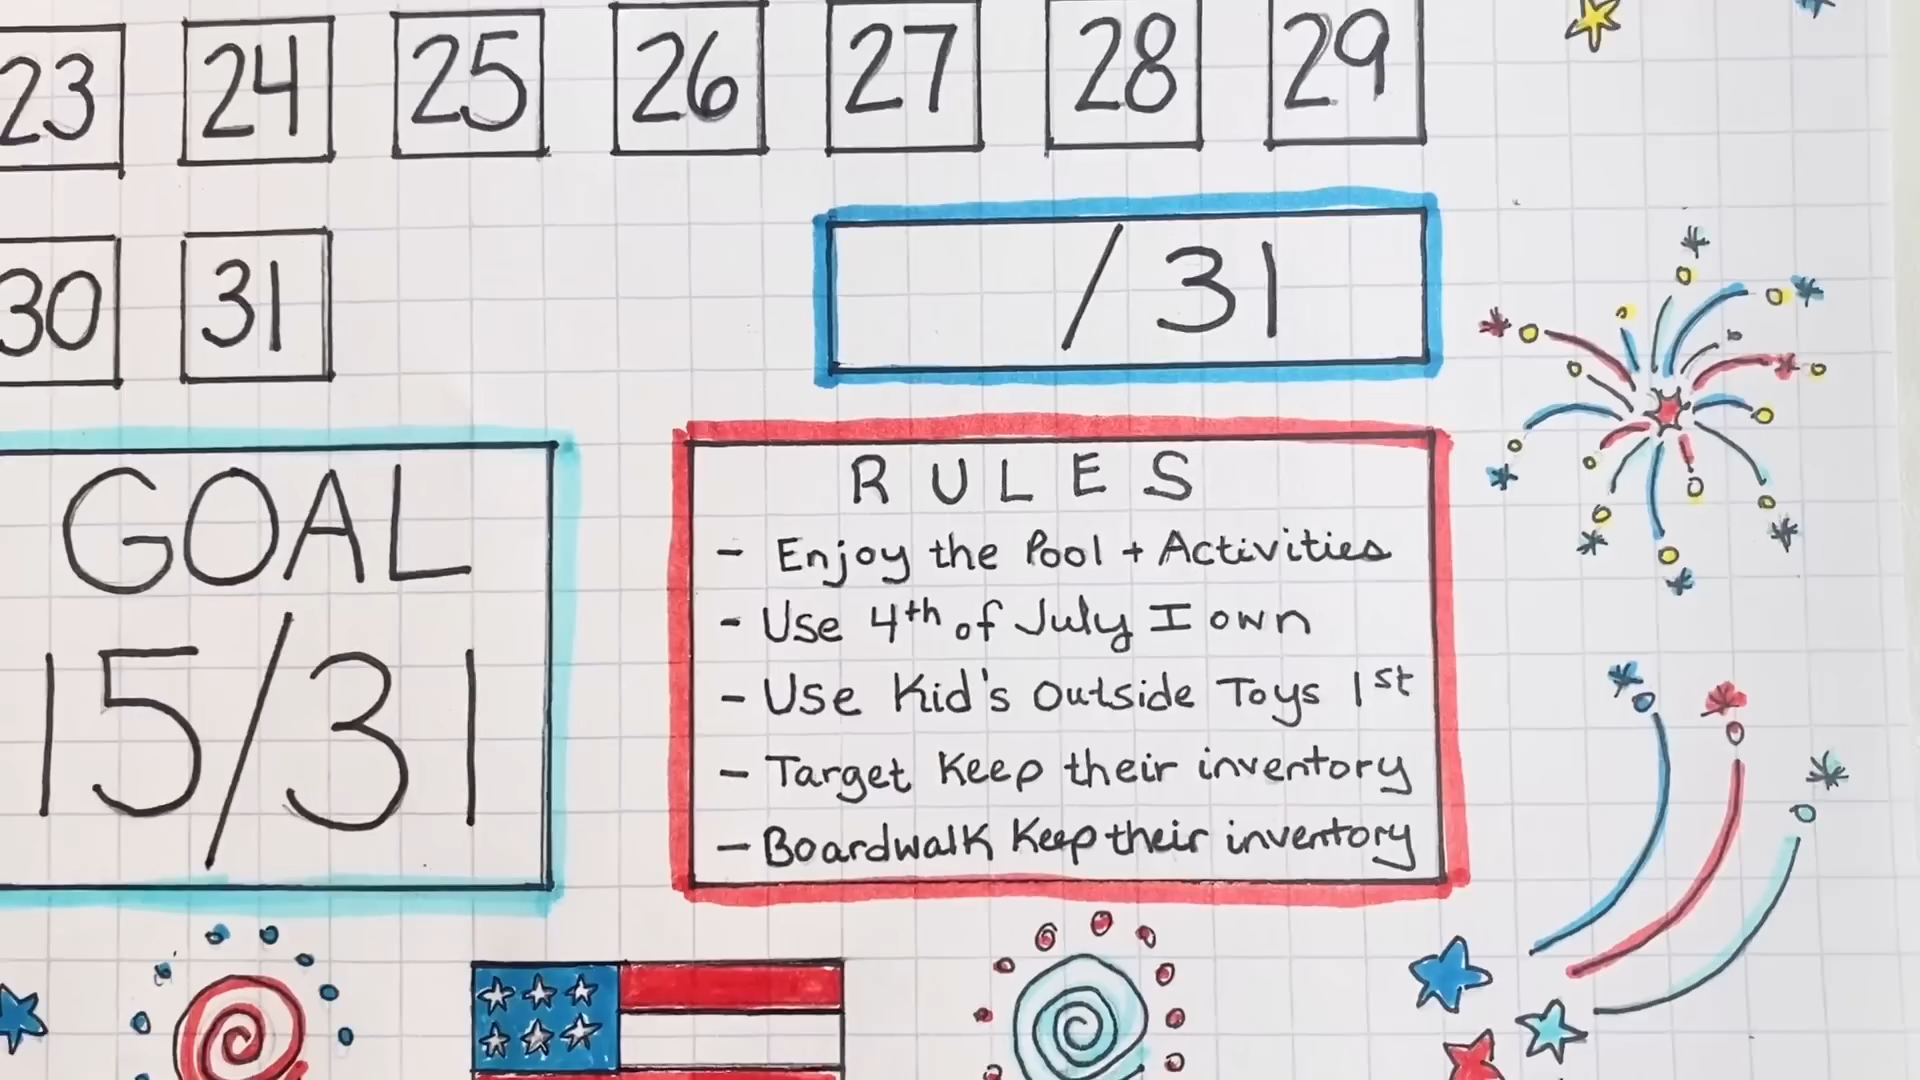 23 24 25 26 27 28 29
30 31
/ 31
GOAL
15/31
RULES
- Enjoy the Pool + Activities
- Use 4th of July I own
- Use Kid's Outside Toys 1st
- Target Keep their inventory
- Boardwalk Keep their inventory